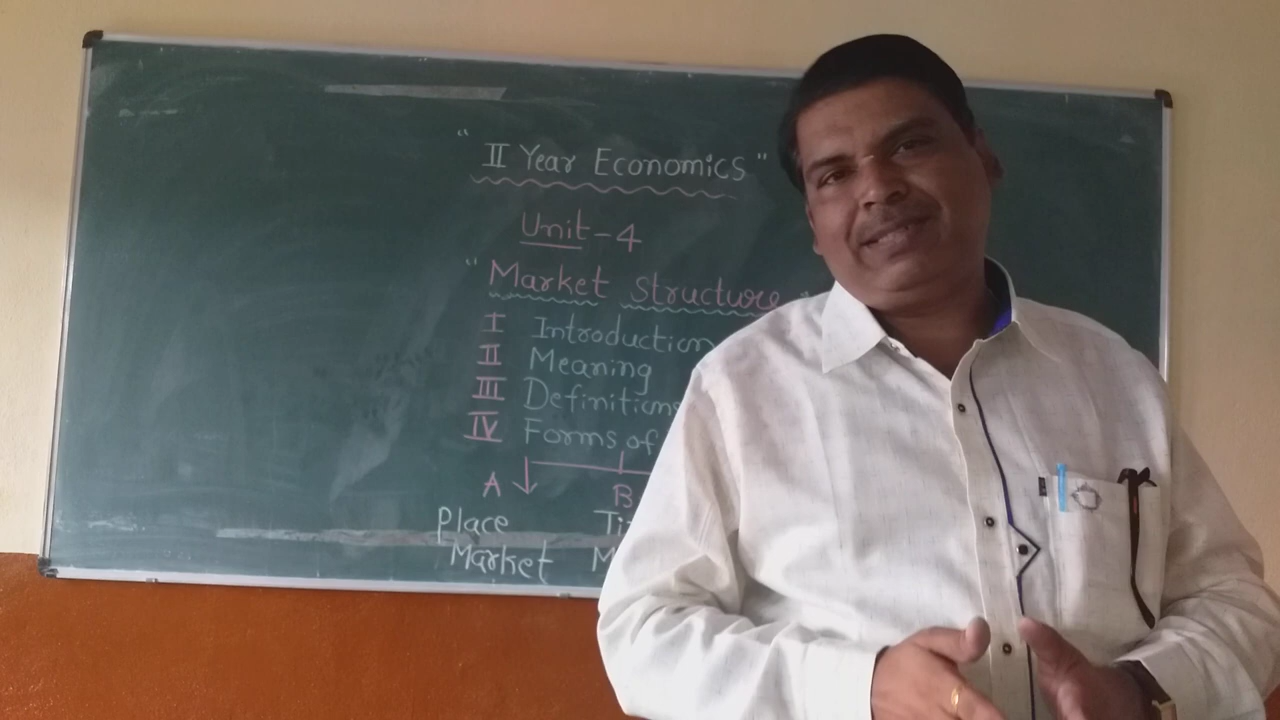 "II Year Economics"
Unit-4
"Market Structure
I Introduction
II Meaning
III Definitions
IV Forms of
A B
Place
Market